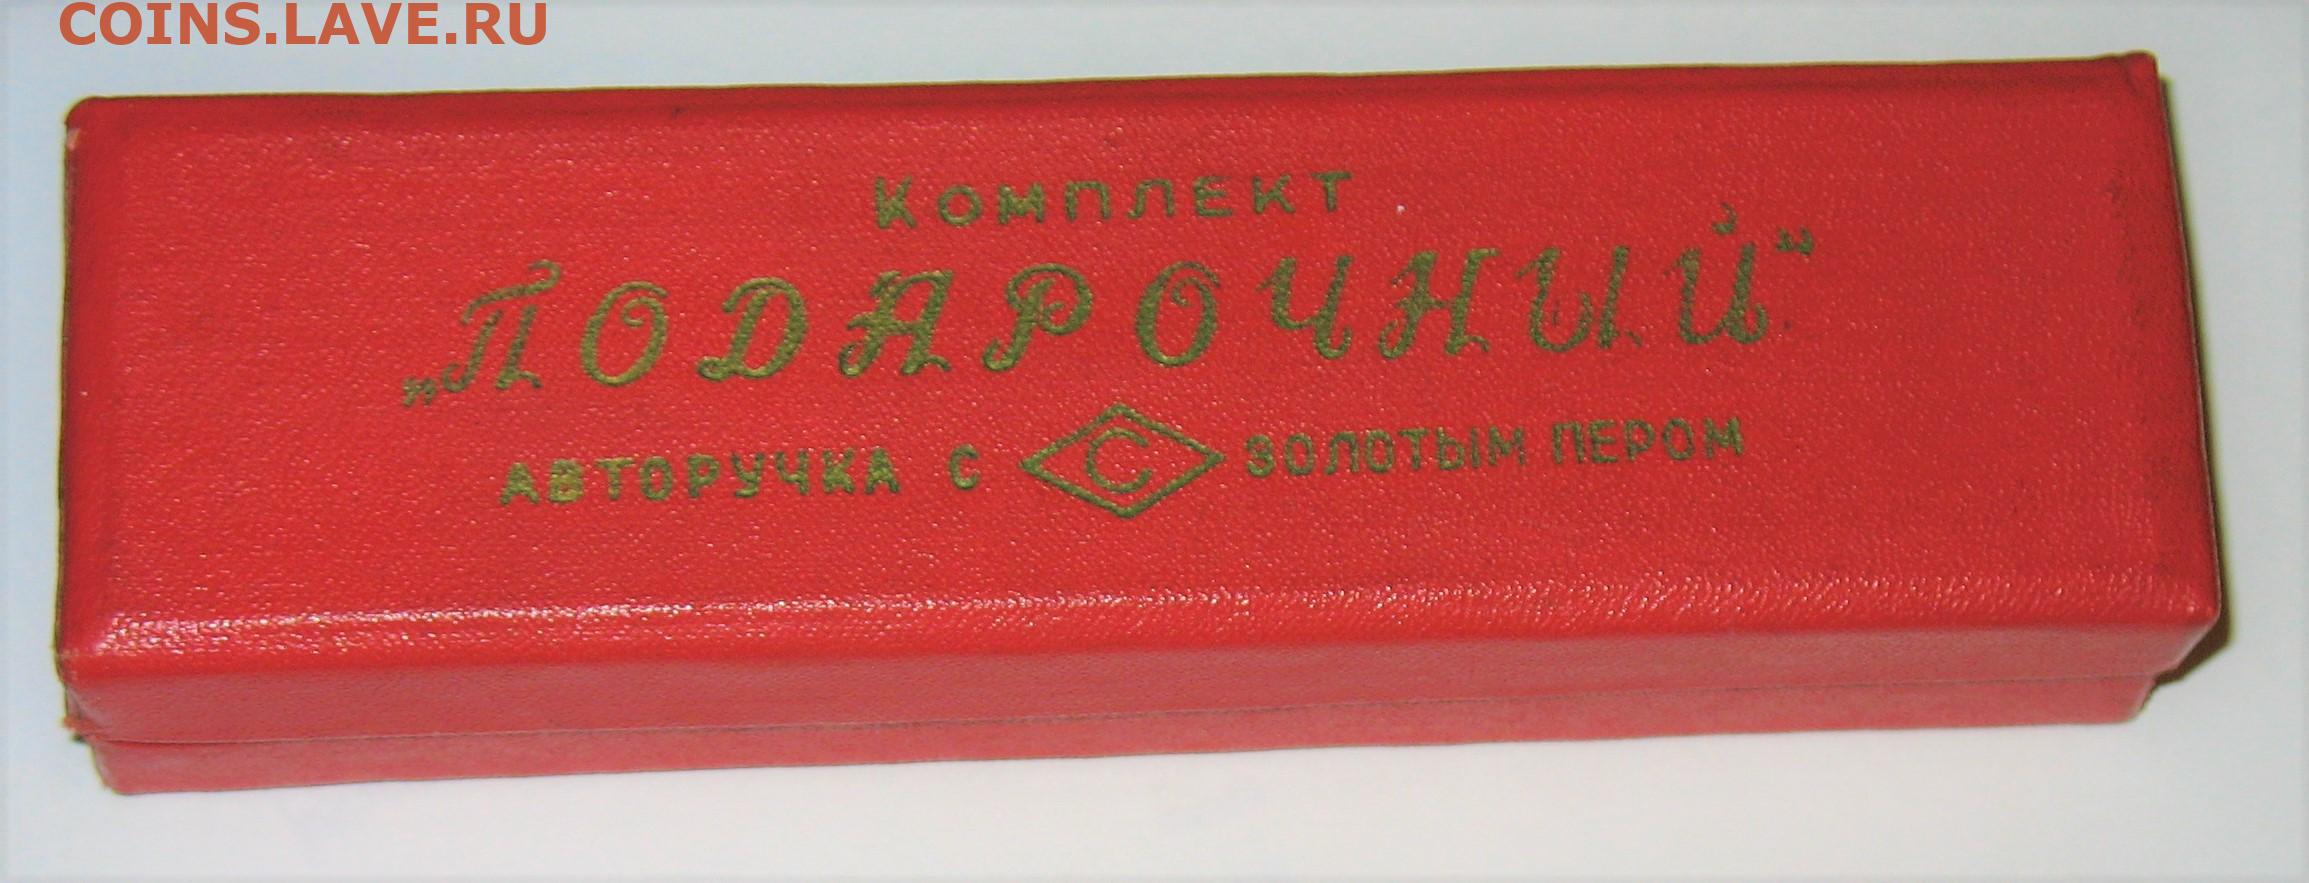 COINS.LAVE.RU
Комплект
„ПОДАРОЧНЫЙ“
АВТОРУЧКА С С ЗОЛОТЫМ ПЕРОМ